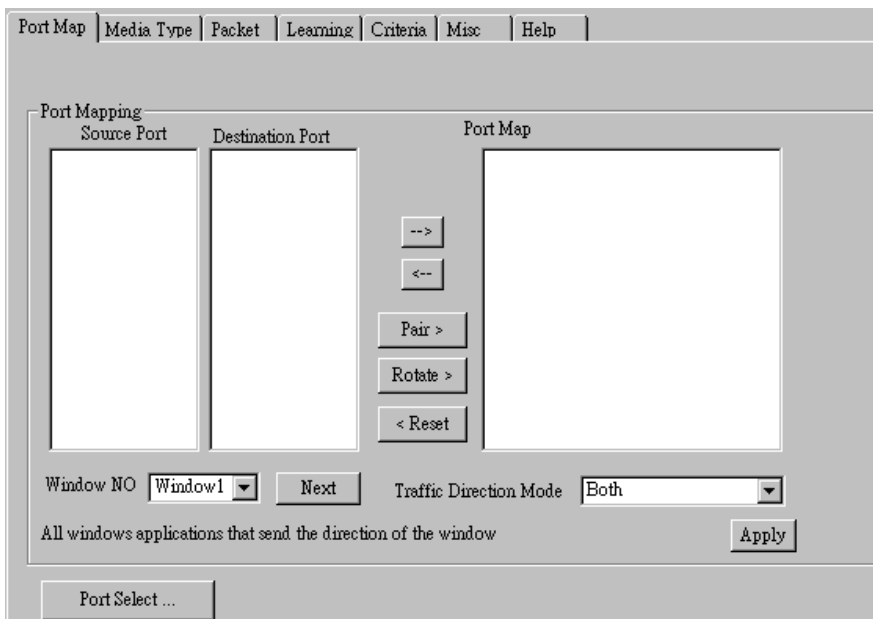 Port Map Media Type Packet Learning Criteria Misc Help
Port Mapping
Source Port Destination Port Port Map
-->
<--
Pair >
Rotate >
< Reset
Window NO Window1 Next Traffic Direction Mode Both
All windows applications that send the direction of the window Apply
Port Select ...